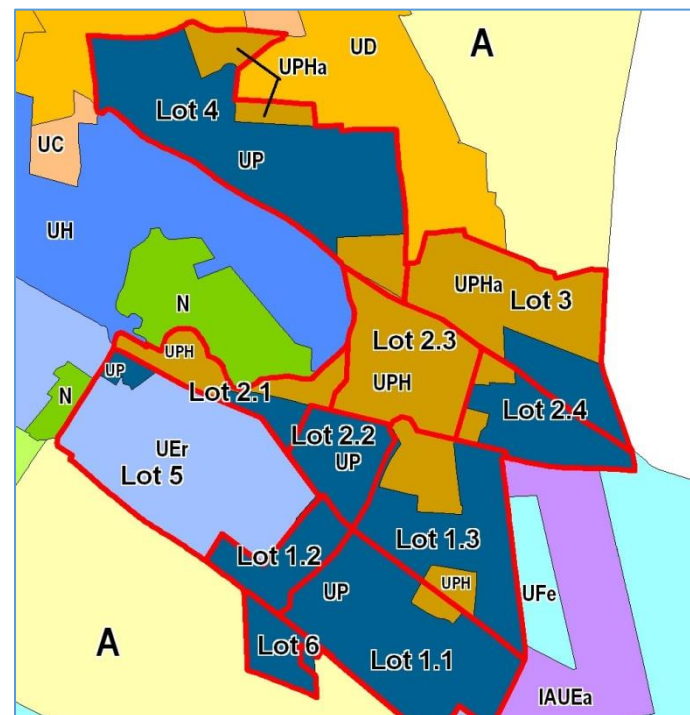 UD
A
UPHa
Lot 4
UC
UP
UH
UPHa
Lot 3
N
Lot 2.3
UPH
UP
UPH
Lot 2.1
Lot 2.4
N
Lot 2.2
UEr
UP
Lot 5
Lot 1.2
Lot 1.3
UP
UPH
UFe
A
Lot 6
Lot 1.1
IAUEa